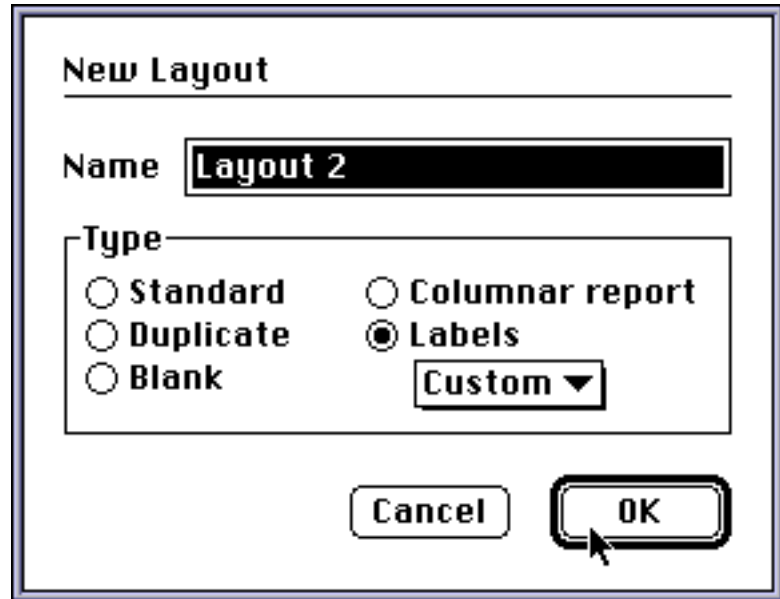 New Layout
Name Layout 2
Type
Standard Columnar report
Duplicate Labels
Blank Custom
Cancel OK